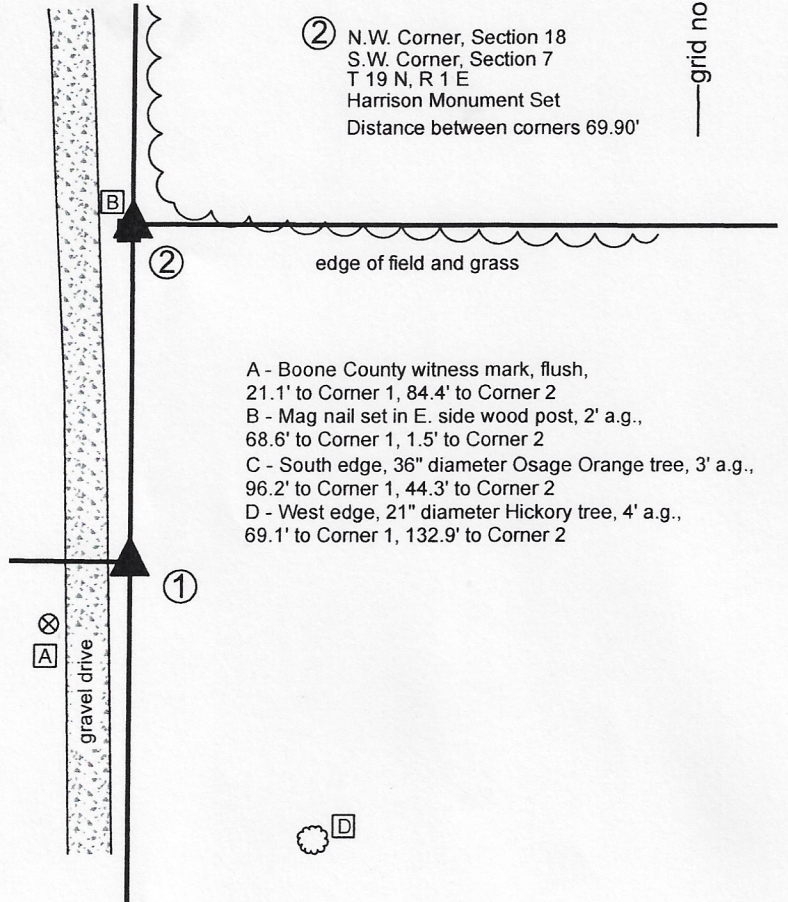 ② N.W. Corner, Section 18
S.W. Corner, Section 7
T 19 N, R 1 E
Harrison Monument Set
Distance between corners 69.90'
grid no
B
②
edge of field and grass
A - Boone County witness mark, flush,
21.1' to Corner 1, 84.4' to Corner 2
B - Mag nail set in E. side wood post, 2' a.g.,
68.6' to Corner 1, 1.5' to Corner 2
C - South edge, 36" diameter Osage Orange tree, 3' a.g.,
96.2' to Corner 1, 44.3' to Corner 2
D - West edge, 21" diameter Hickory tree, 4' a.g.,
69.1' to Corner 1, 132.9' to Corner 2
①
A
gravel drive
D